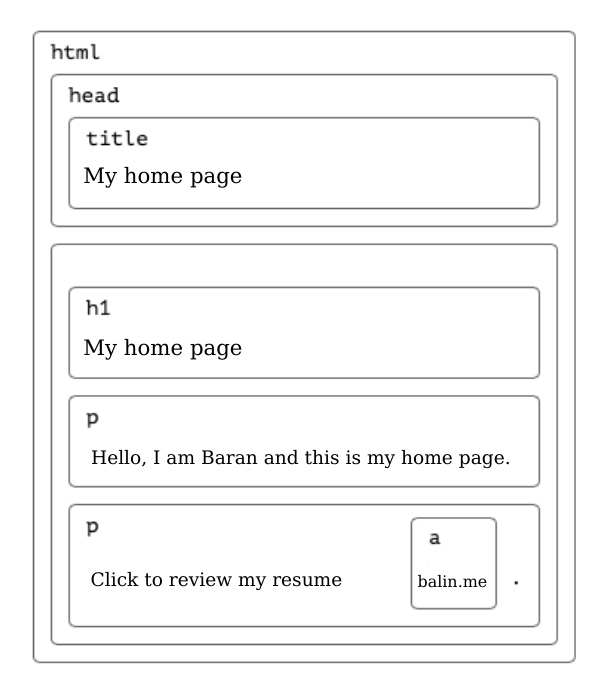 html
head
title
My home page
h1
My home page
p
Hello, I am Baran and this is my home page.
p
a
Click to review my resume balin.me .